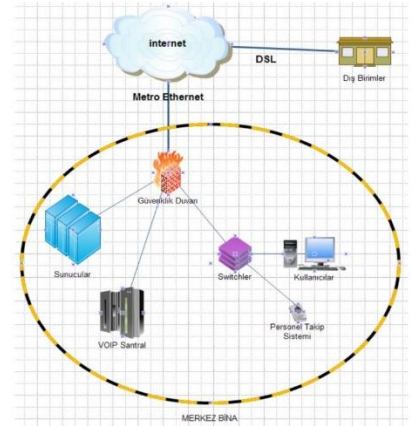 internet
DSL
Dış Birimler
Metro Ethernet
Güvenlik Duvarı
Sunucular
Switchler
Kullanıcılar
VOIP Santral
Personel Takip
Sistemi
MERKEZ BİNA